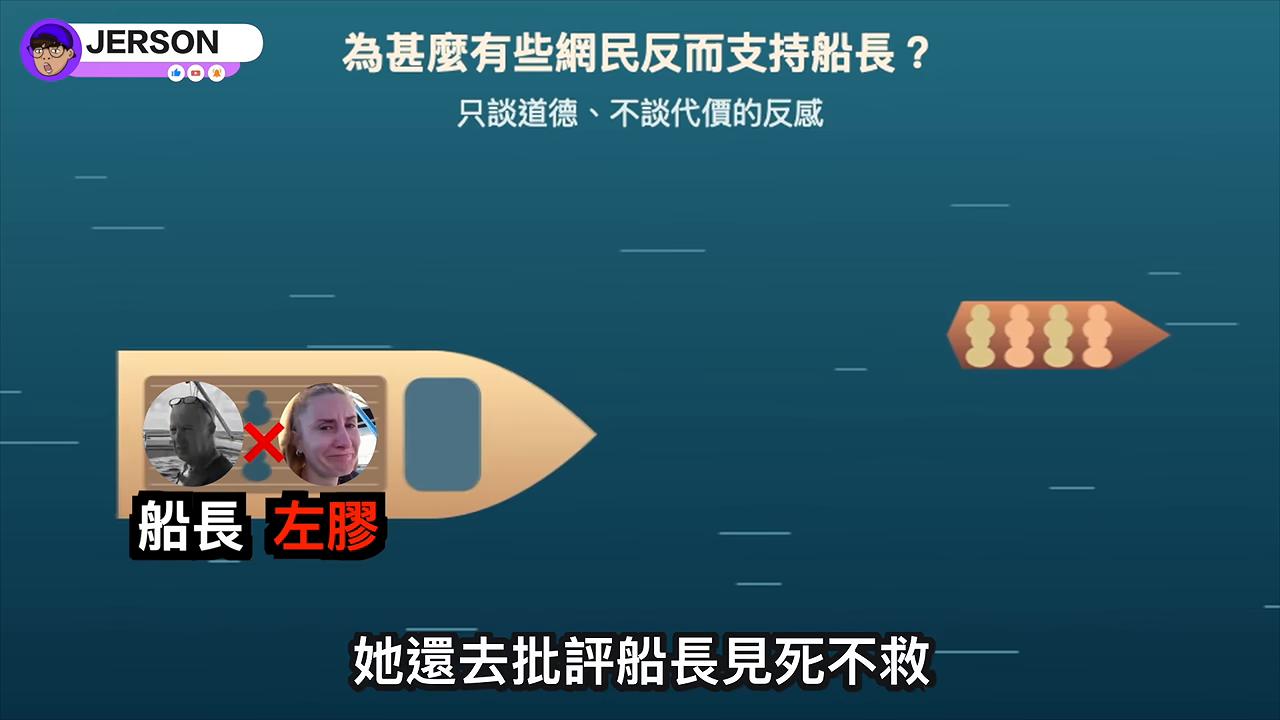 JERSON
為甚麼有些網民反而支持船長？
只談道德、不談代價的反感
船長
左膠
她還去批評船長見死不救